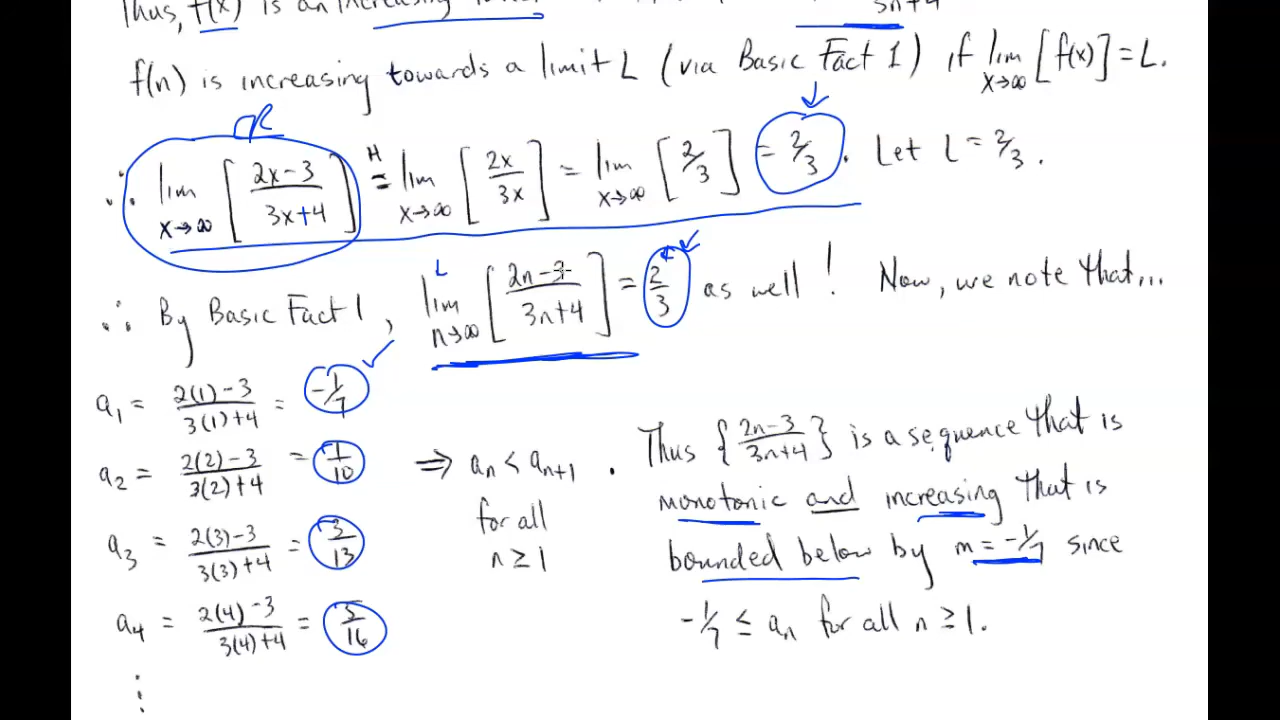 Thus, f(x) is an increasing
3n+4
f(n) is increasing towards a limit L (via Basic Fact 1) if lim x→∞ [f(x)] = L.
∴ lim x→∞ [2x-3 / 3x+4] H= lim x→∞ [2x / 3x] = lim x→∞ [2/3] = 2/3. Let L = 2/3.
∴ By Basic Fact 1, lim n→∞ [2n-3 / 3n+4] = 2/3 as well! Now, we note that...
L
a1 = 2(1)-3 / 3(1)+4 = -1/7
a2 = 2(2)-3 / 3(2)+4 = 1/10
a3 = 2(3)-3 / 3(3)+4 = 3/13
a4 = 2(4)-3 / 3(4)+4 = 5/16
⋮
⇒ an < an+1 .
for all
n ≥ 1
Thus {2n-3 / 3n+4} is a sequence that is
monotonic and increasing that is
bounded below by m = -1/7 since
-1/7 ≤ an for all n ≥ 1.